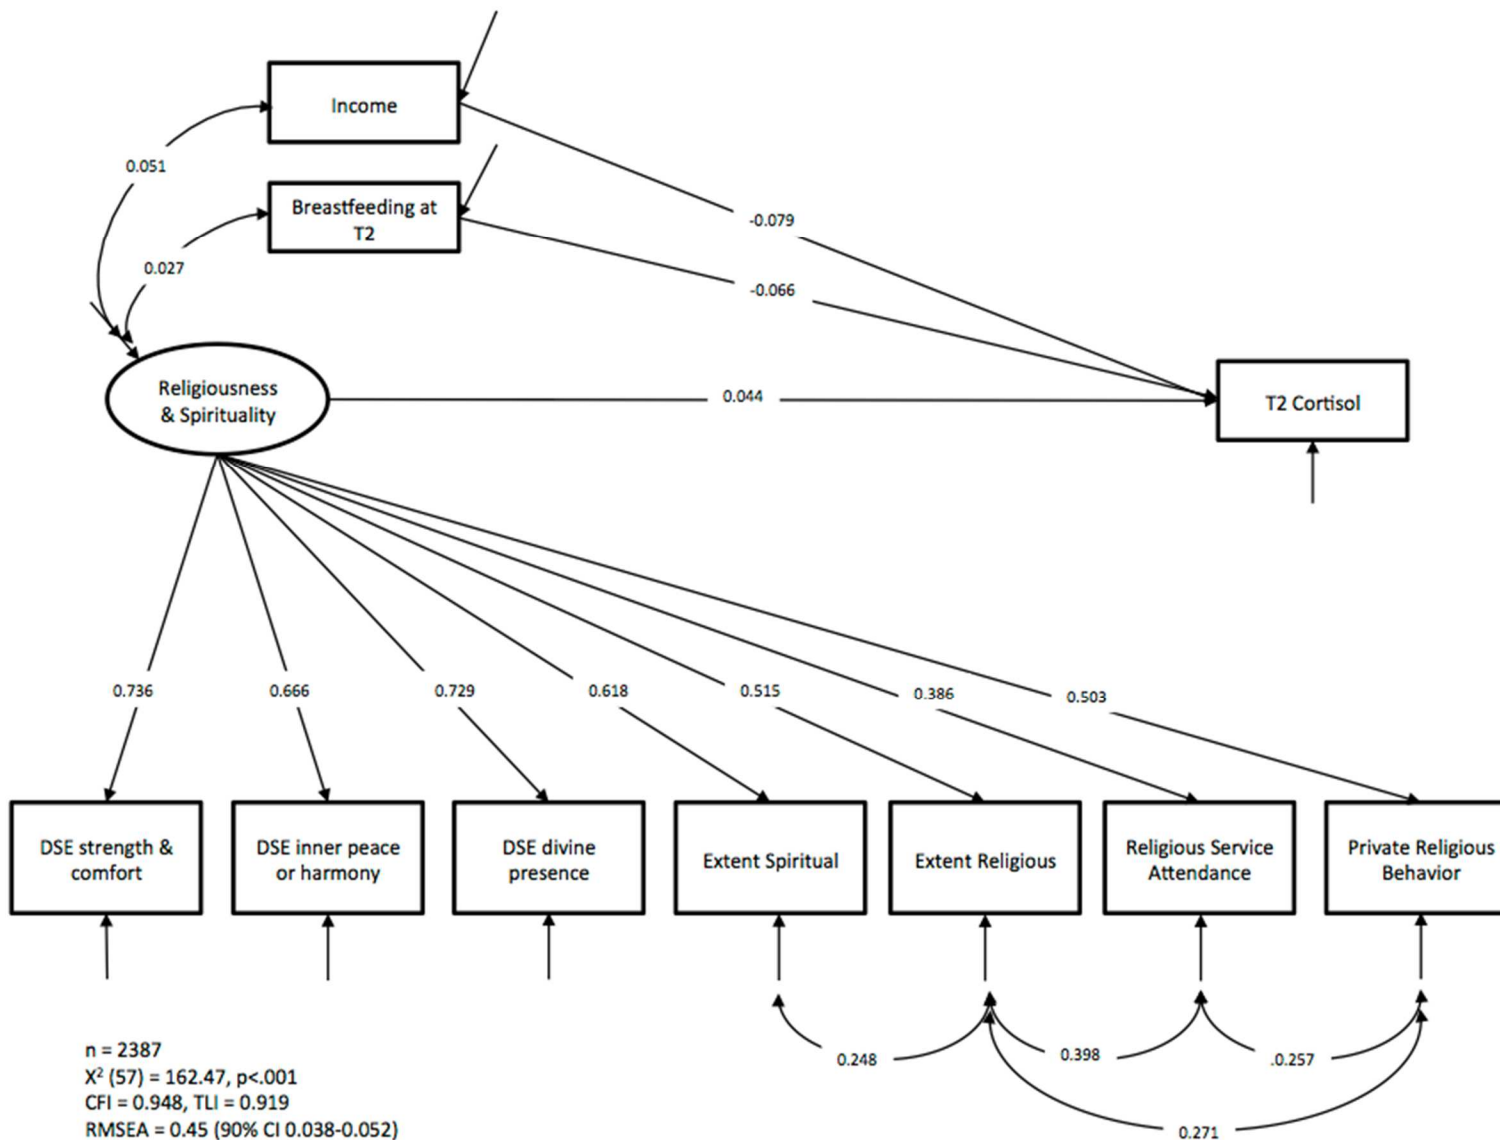 Income
0.051
Breastfeeding at
T2
-0.079
0.027
-0.066
Religiousness
& Spirituality
0.044
T2 Cortisol
0.736
0.666
0.729
0.618
0.515
0.386
0.503
DSE strength &
comfort
DSE inner peace
or harmony
DSE divine
presence
Extent Spiritual
Extent Religious
Religious Service
Attendance
Private Religious
Behavior
0.248
0.398
.0.257
0.271
n = 2387
X² (57) = 162.47, p<.001
CFI = 0.948, TLI = 0.919
RMSEA = 0.45 (90% CI 0.038-0.052)